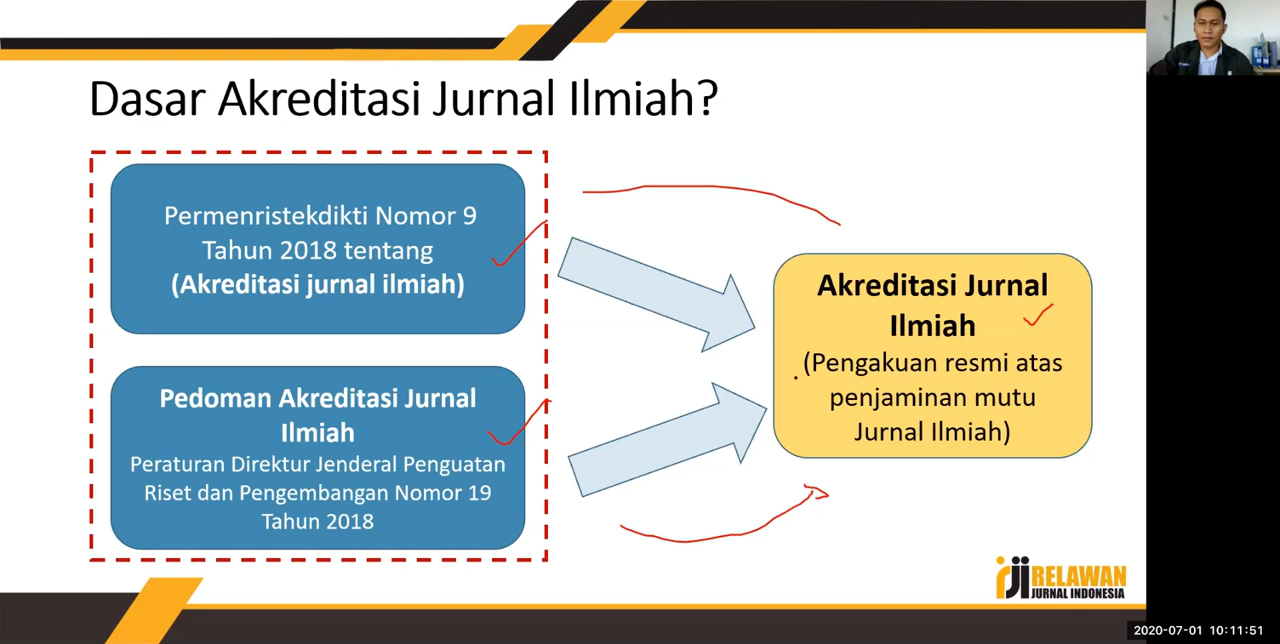 Dasar Akreditasi Jurnal Ilmiah?
Permenristekdikti Nomor 9
Tahun 2018 tentang
(Akreditasi jurnal ilmiah)
Pedoman Akreditasi Jurnal
Ilmiah
Peraturan Direktur Jenderal Penguatan
Riset dan Pengembangan Nomor 19
Tahun 2018
Akreditasi Jurnal
Ilmiah
(Pengakuan resmi atas
penjaminan mutu
Jurnal Ilmiah)
rji RELAWAN
JURNAL INDONESIA
2020-07-01 10:11:51